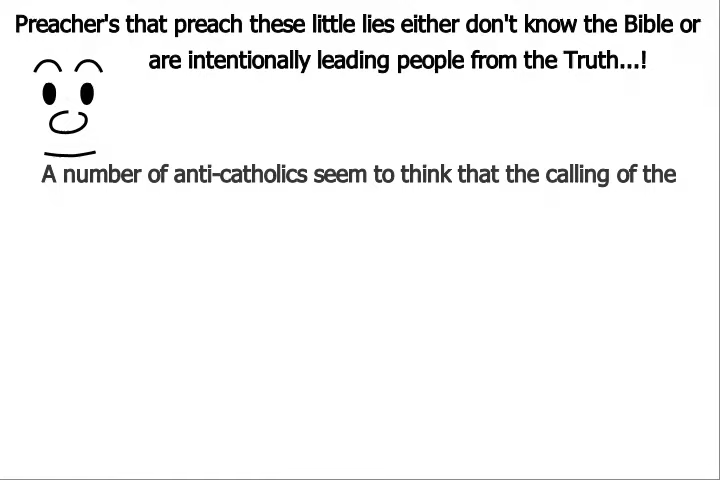 Preacher's that preach these little lies either don't know the Bible or
are intentionally leading people from the Truth...!
A number of anti-catholics seem to think that the calling of the